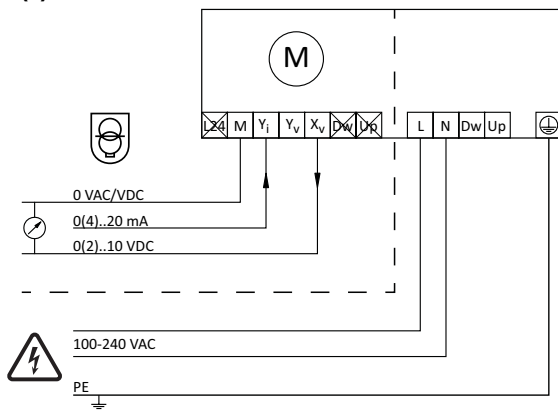 M
L24 M Yi Yv Xv Dw Up L N Dw Up
0 VAC/VDC
0(4)..20 mA
0(2)..10 VDC
100-240 VAC
PE